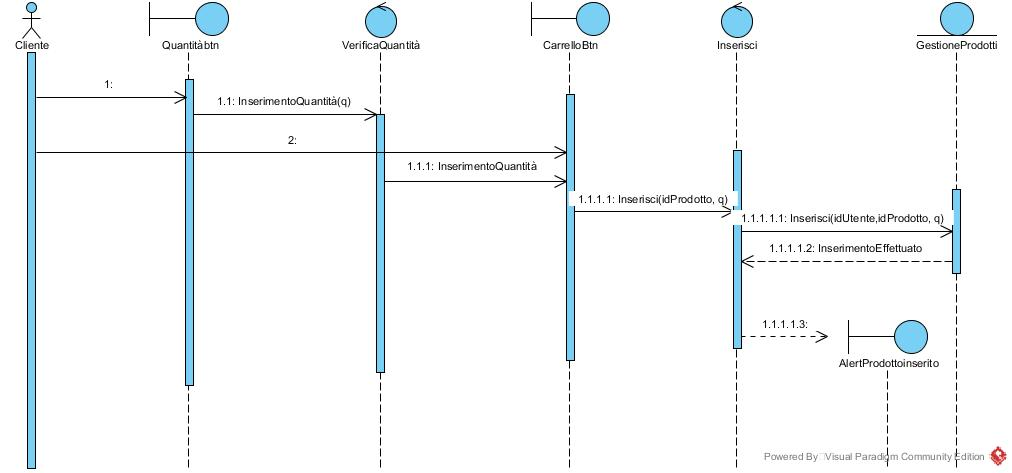 Cliente
Quantitàbtn
VerificaQuantità
CarrelloBtn
Inserisci
GestioneProdotti
1:
1.1: InserimentoQuantità(q)
2:
1.1.1: InserimentoQuantità
1.1.1.1: Inserisci(idProdotto, q)
1.1.1.1.1: Inserisci(idUtente,idProdotto, q)
1.1.1.1.2: InserimentoEffettuato
1.1.1.1.3:
AlertProdottoinserito
Powered By Visual Paradigm Community Edition